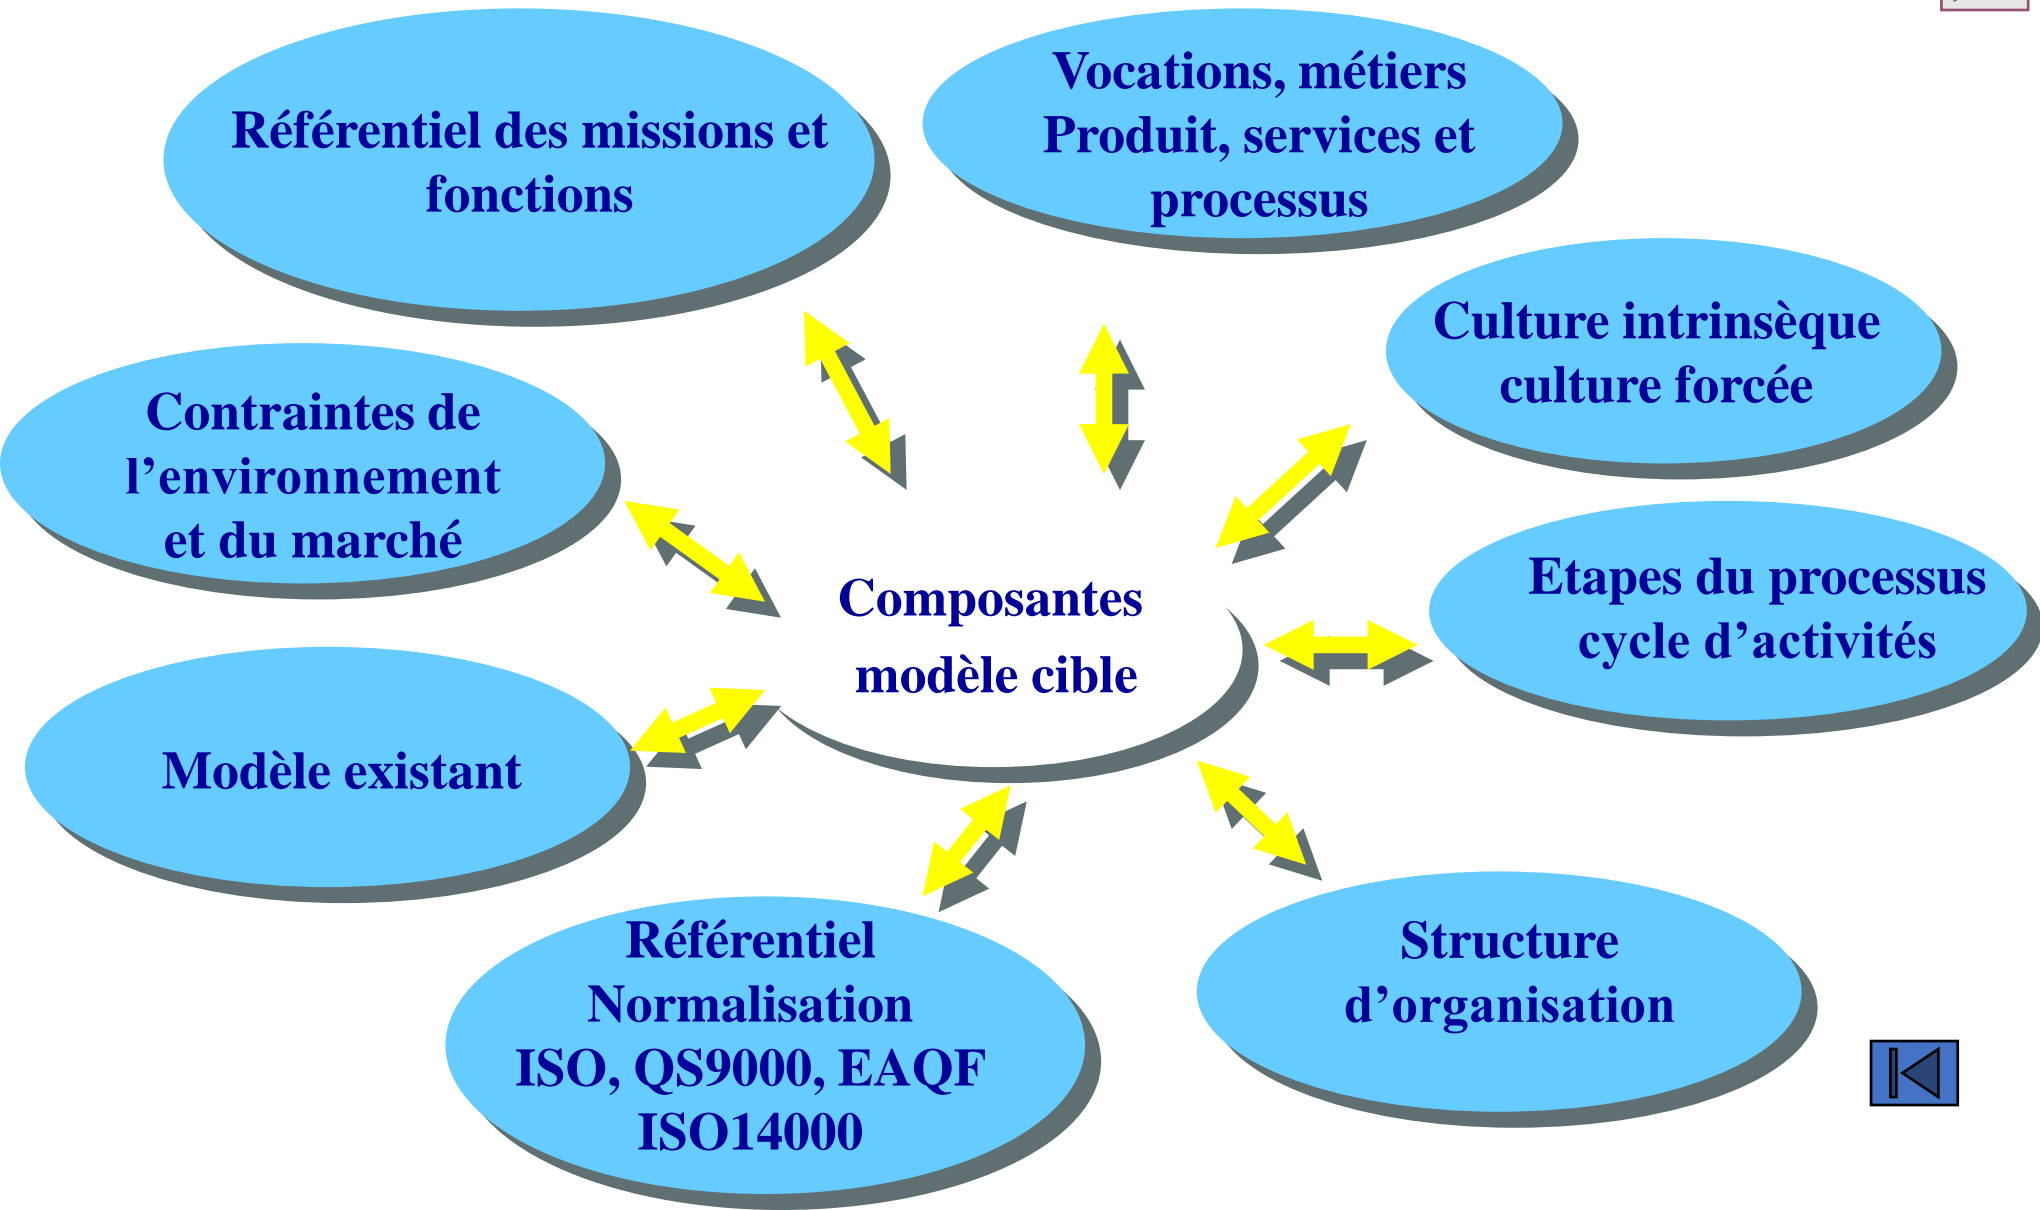 Référentiel des missions et
fonctions
Vocations, métiers
Produit, services et
processus
Culture intrinsèque
culture forcée
Contraintes de
l’environnement
et du marché
Etapes du processus
cycle d’activités
Composantes
modèle cible
Modèle existant
Référentiel
Normalisation
ISO, QS9000, EAQF
ISO14000
Structure
d’organisation